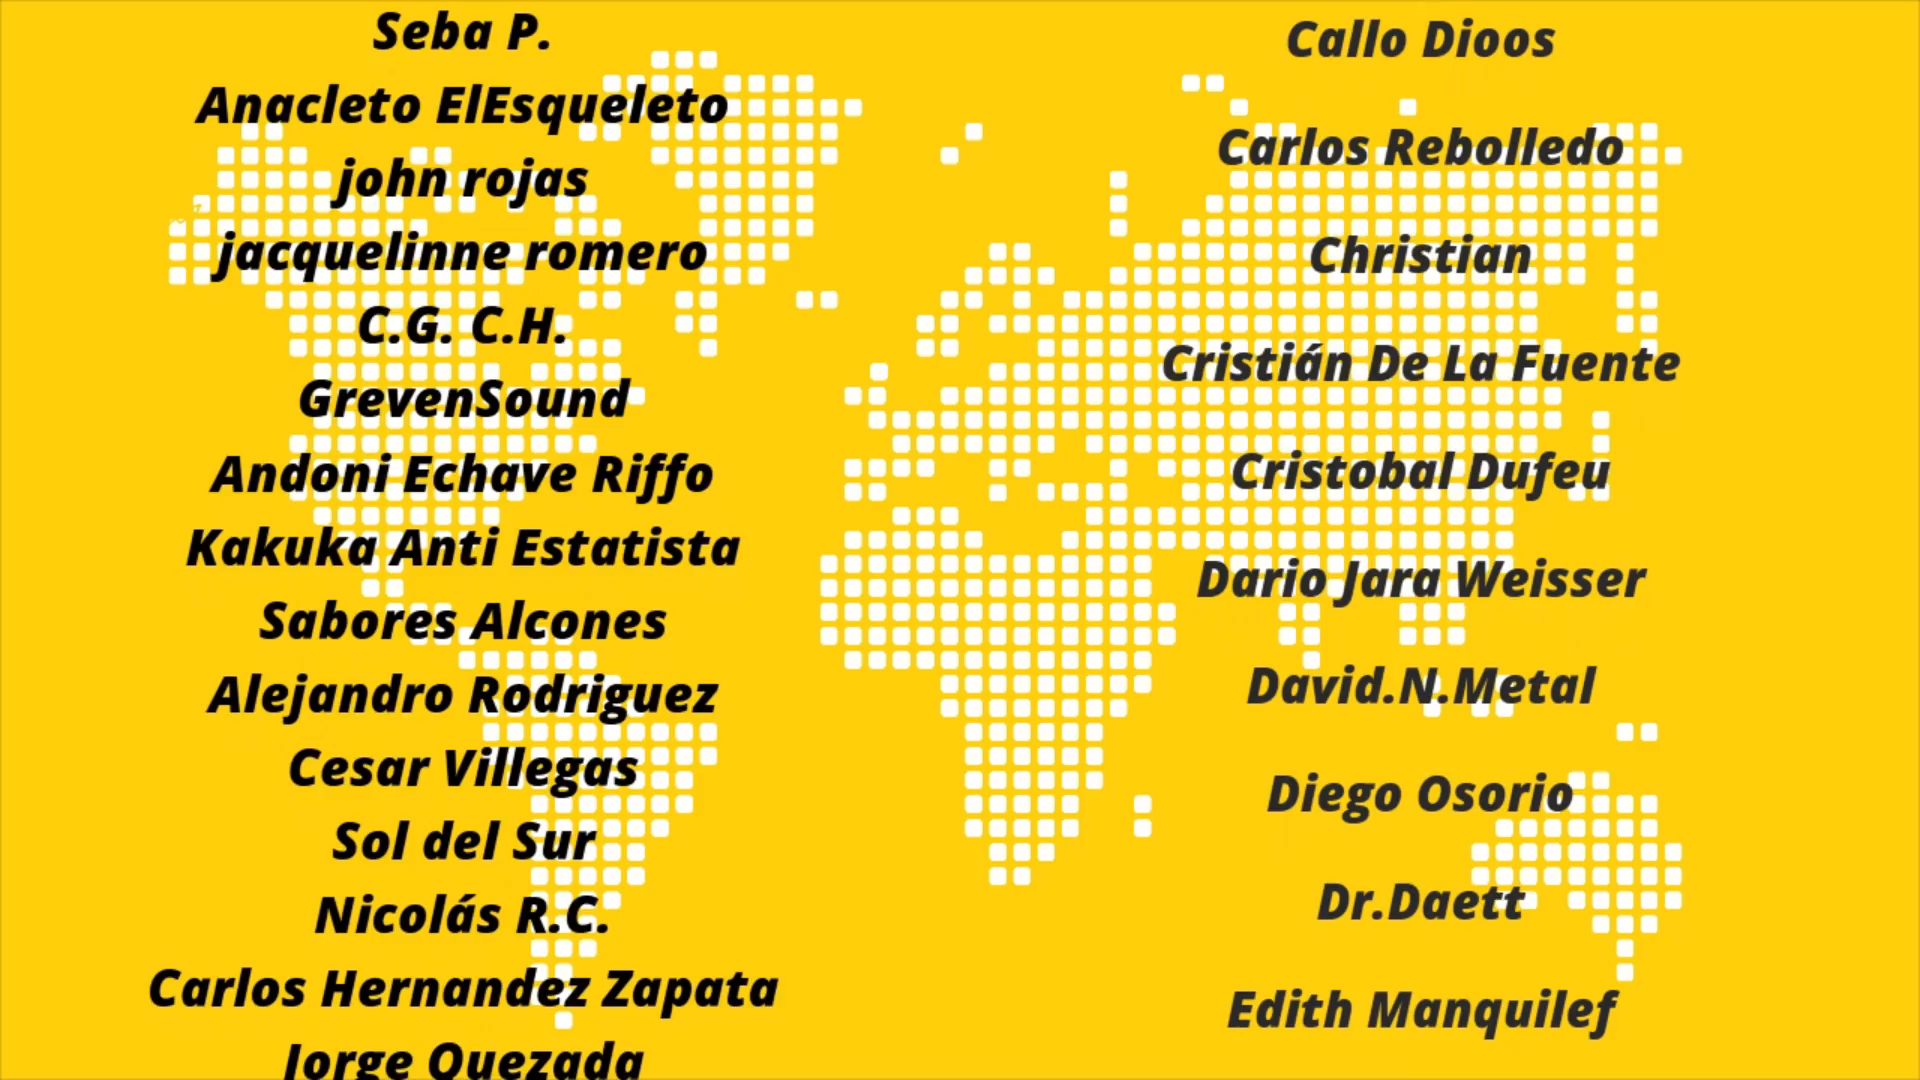 Seba P.
Anacleto ElEsqueleto
john rojas
jacquelinne romero
C.G. C.H.
GrevenSound
Andoni Echave Riffo
Kakuka Anti Estatista
Sabores Alcones
Alejandro Rodriguez
Cesar Villegas
Sol del Sur
Nicolás R.C.
Carlos Hernandez Zapata
Jorge Quezada
Callo Dioos
Carlos Rebolledo
Christian
Cristián De La Fuente
Cristobal Dufeu
Dario Jara Weisser
David.N.Metal
Diego Osorio
Dr.Daett
Edith Manquilef